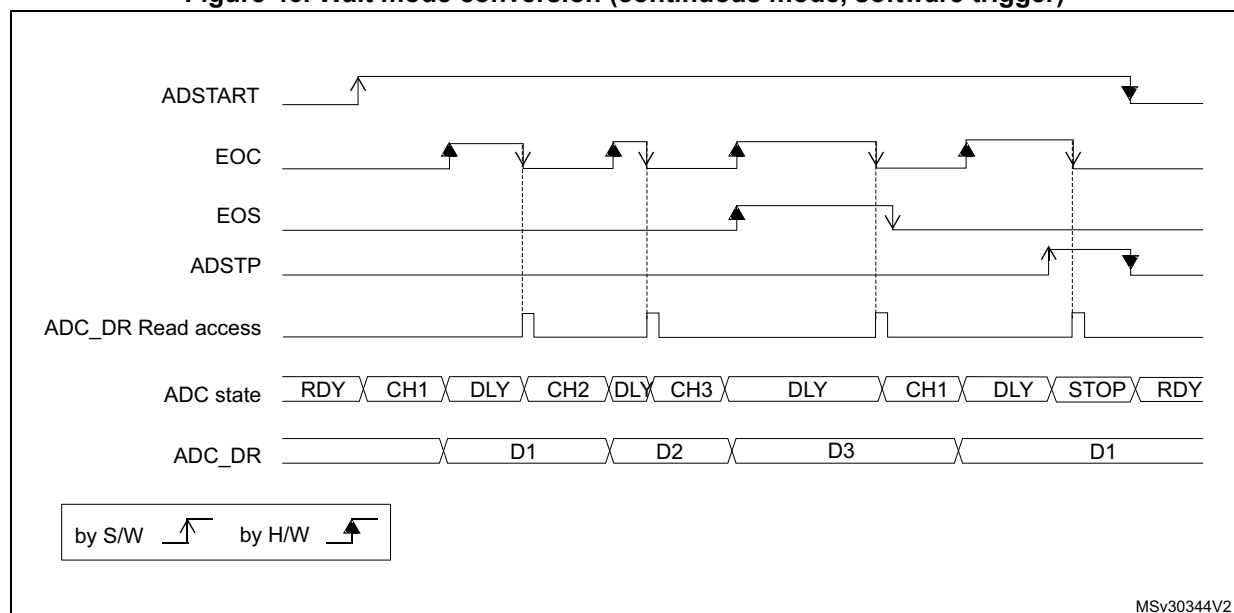 Figure 40. Wait mode conversion (continuous mode, software trigger)
ADSTART
EOC
EOS
ADSTP
ADC_DR Read access
ADC state RDY CH1 DLY CH2 DLY CH3 DLY CH1 DLY STOP RDY
ADC_DR D1 D2 D3 D1
by S/W by H/W
MSv30344V2